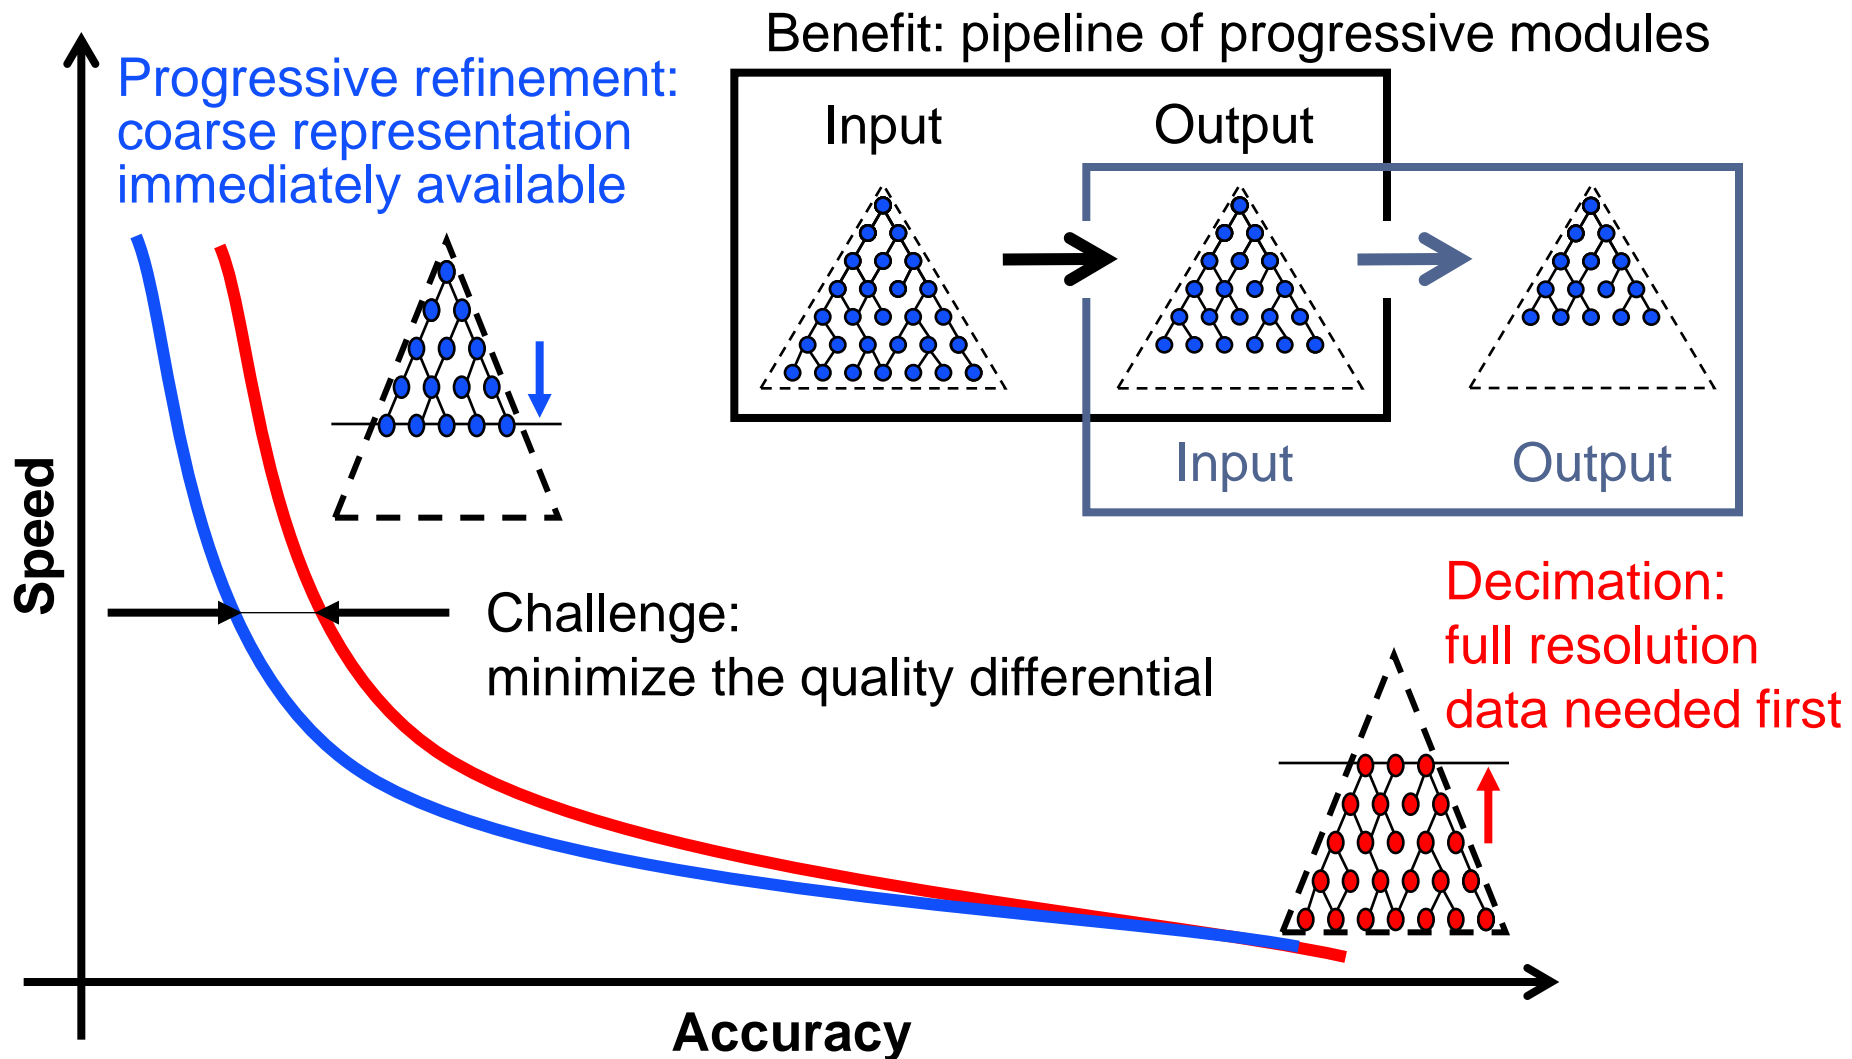 Benefit: pipeline of progressive modules
Progressive refinement:
coarse representation
immediately available
Input
Output
Input
Output
Speed
Challenge:
minimize the quality differential
Decimation:
full resolution
data needed first
Accuracy